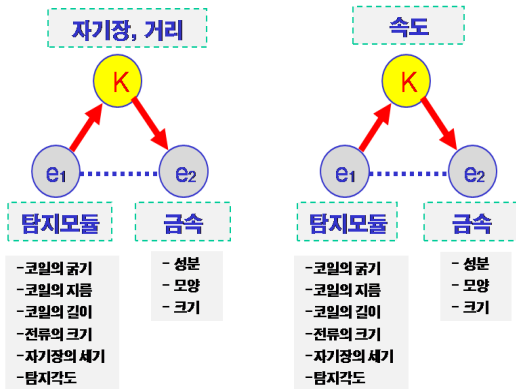 자기장, 거리
K
e1
e2
탐지모듈
금속
-코일의 굵기
-코일의 지름
-코일의 길이
-전류의 크기
-자기장의 세기
-탐지각도
- 성분
- 모양
- 크기
속도
K
e1
e2
탐지모듈
금속
-코일의 굵기
-코일의 지름
-코일의 길이
-전류의 크기
-자기장의 세기
-탐지각도
- 성분
- 모양
- 크기